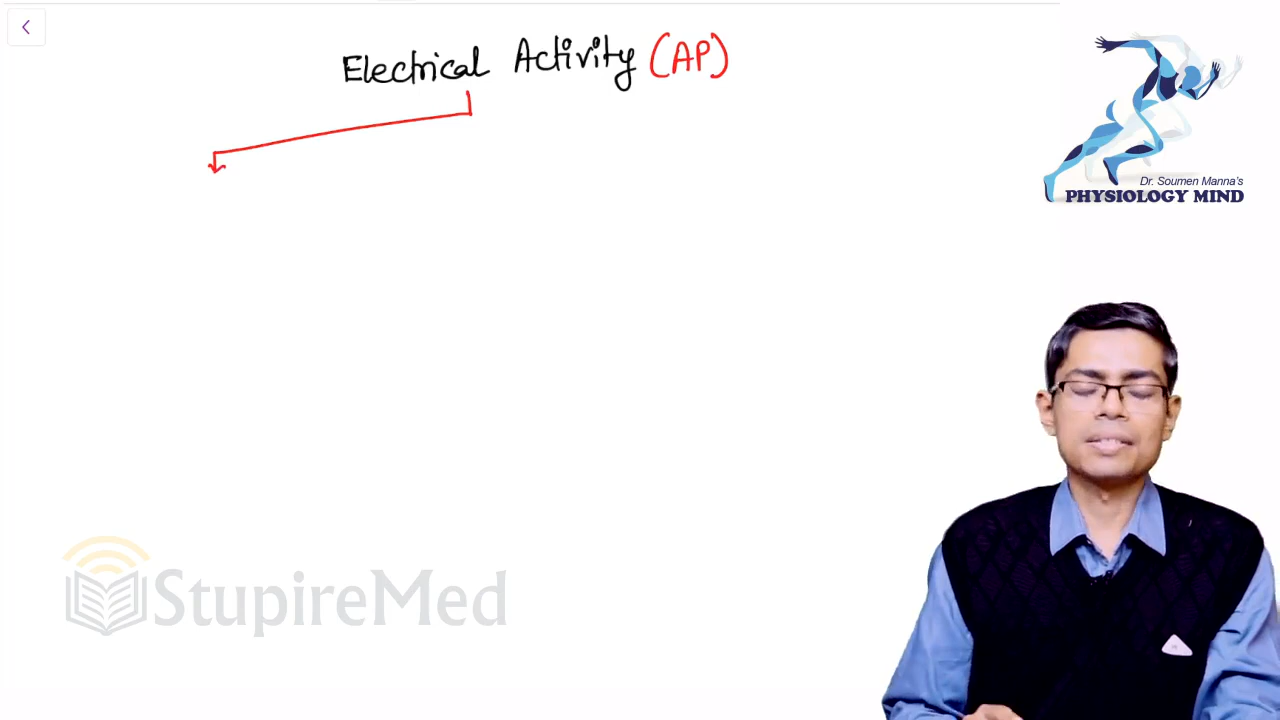 Electrical Activity (AP)
Dr. Soumen Manna's
PHYSIOLOGY MIND
StupireMed